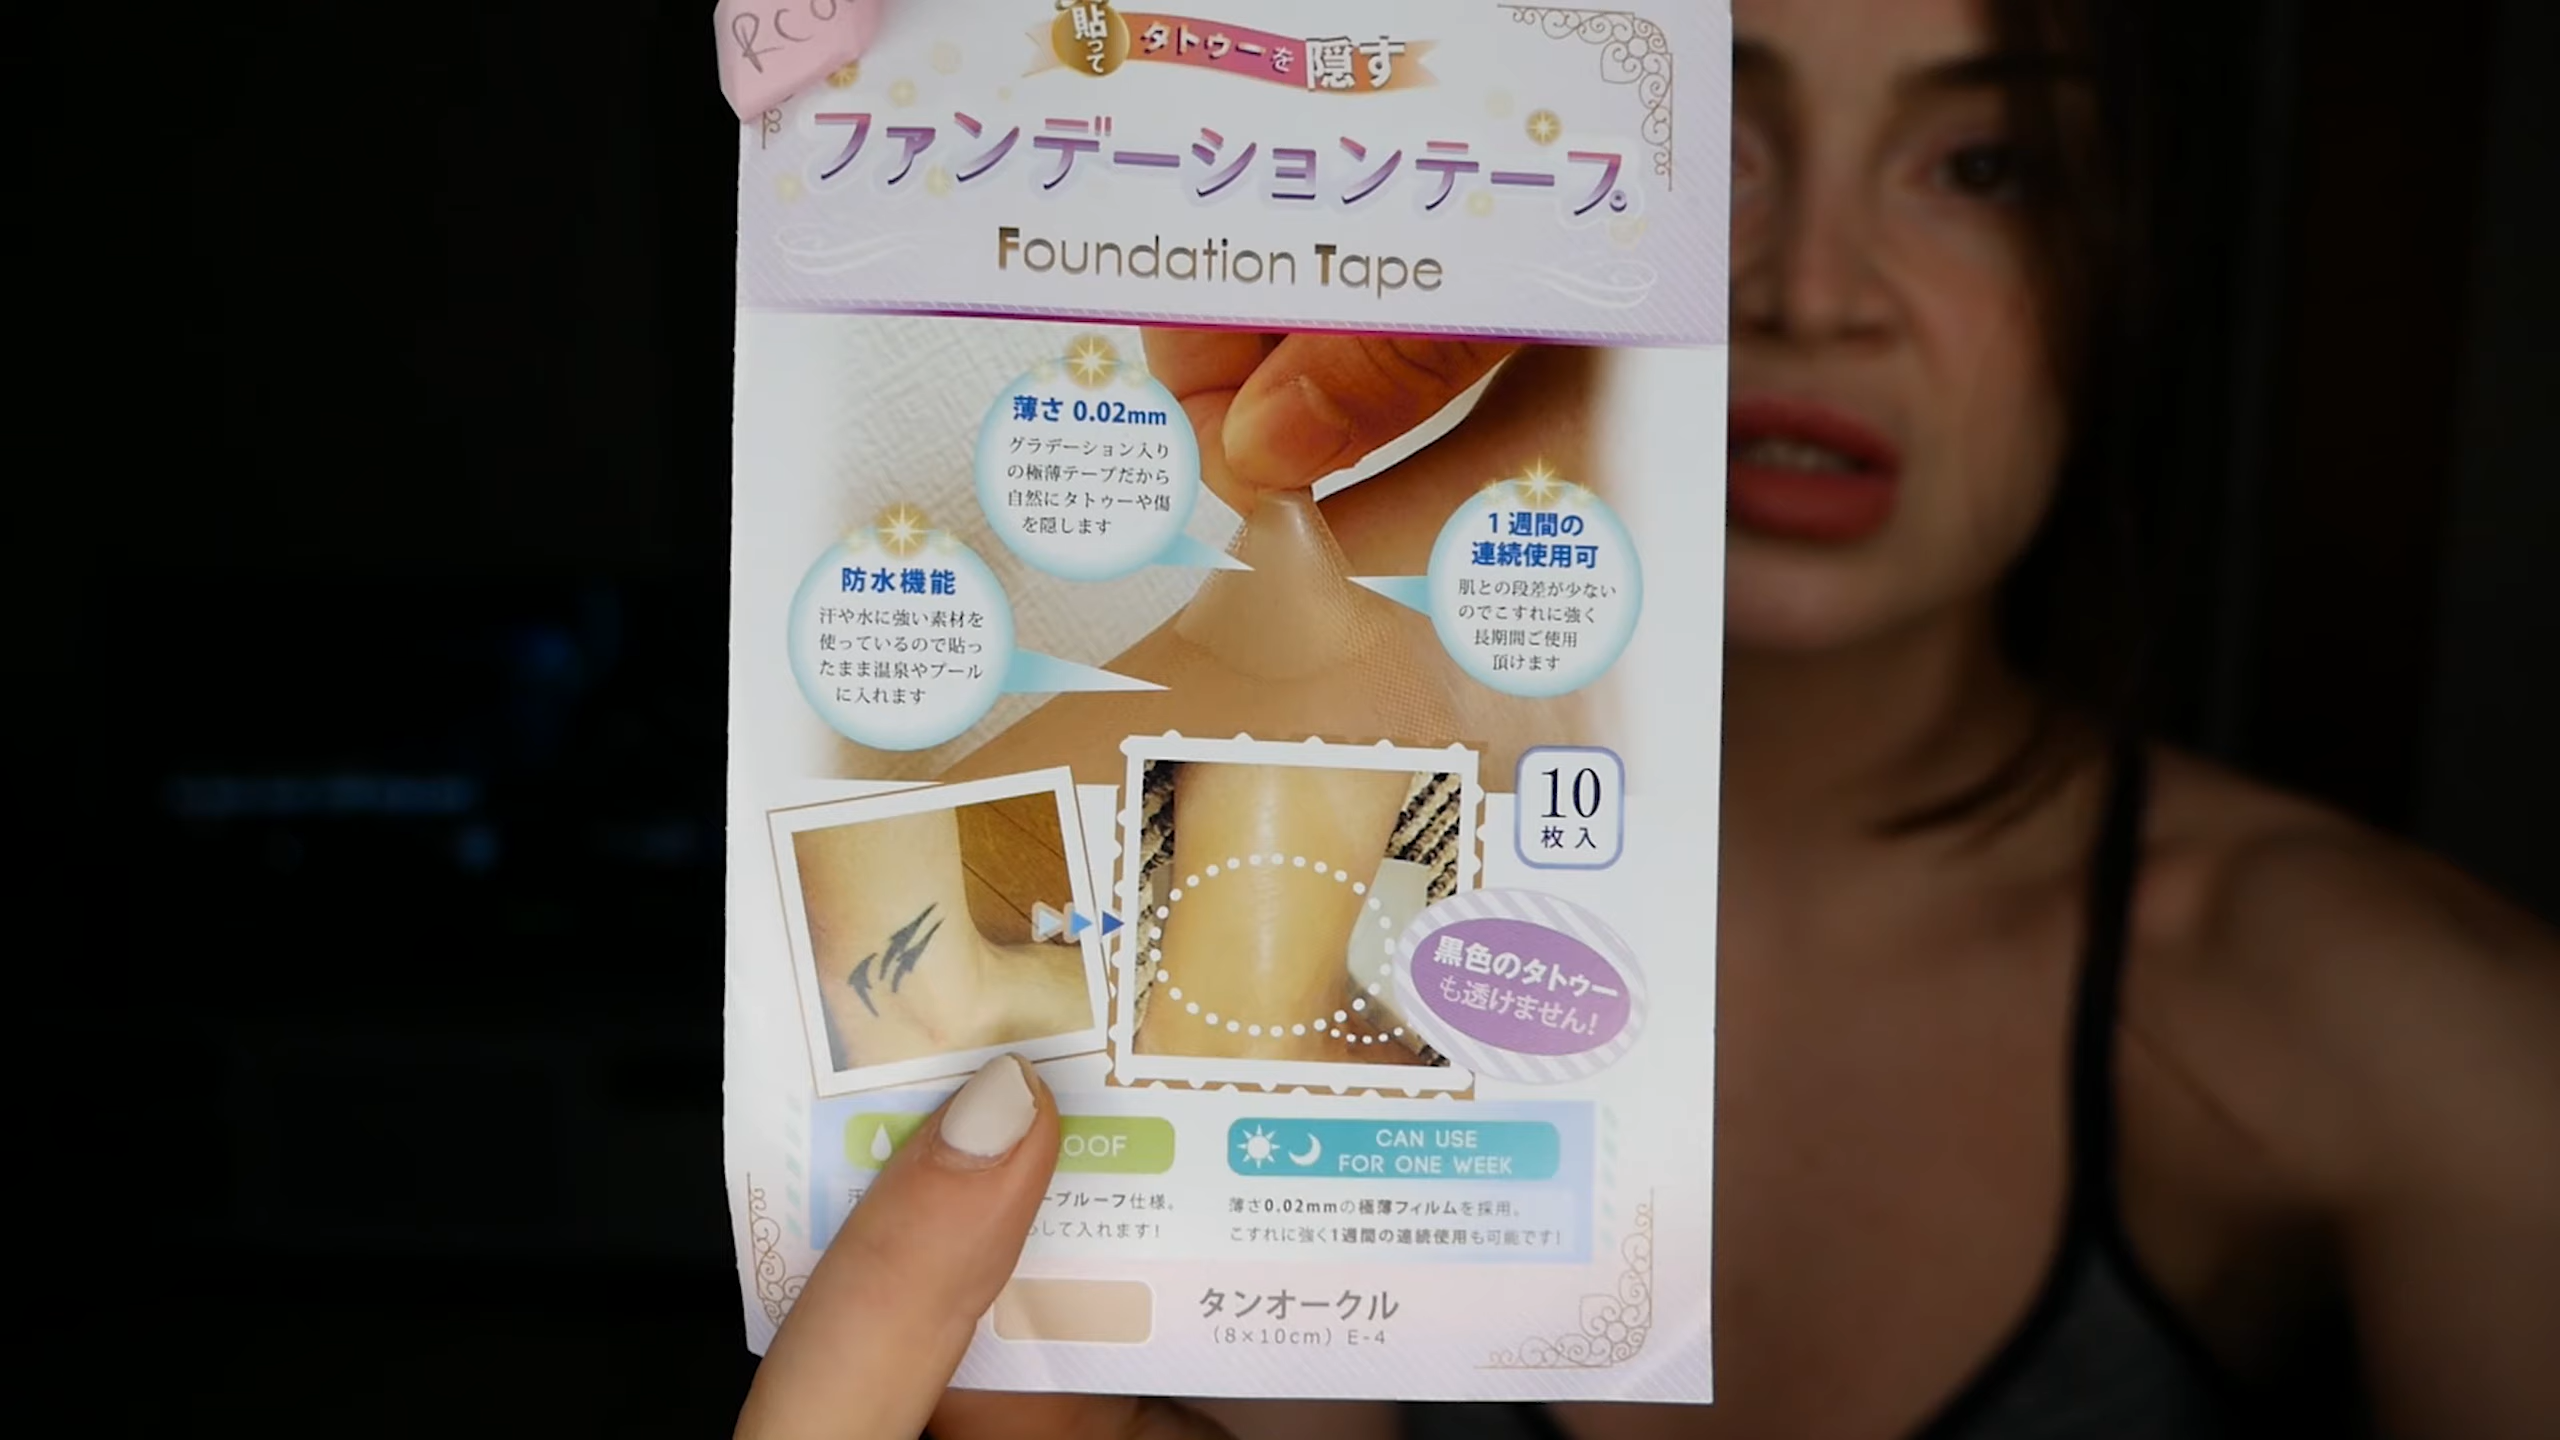 RCO
貼って タトゥーを隠す
ファンデーションテープ
Foundation Tape
薄さ 0.02mm
グラデーション入り
の極薄テープだから
自然にタトゥーや傷
を隠します
1週間の
連続使用可
肌との段差が少ない
のでこすれに強く
長期間ご使用
頂けます
防水機能
汗や水に強い素材を
使っているので貼っ
たまま温泉やプール
に入れます
10
枚入
黒色のタトゥー
も透けません!
OOF
CAN USE
FOR ONE WEEK
汗
ープルーフ仕様。
して入れます!
薄さ0.02mmの極薄フィルムを採用。
こすれに強く1週間の連続使用も可能です!
タンオークル
(8×10cm) E-4